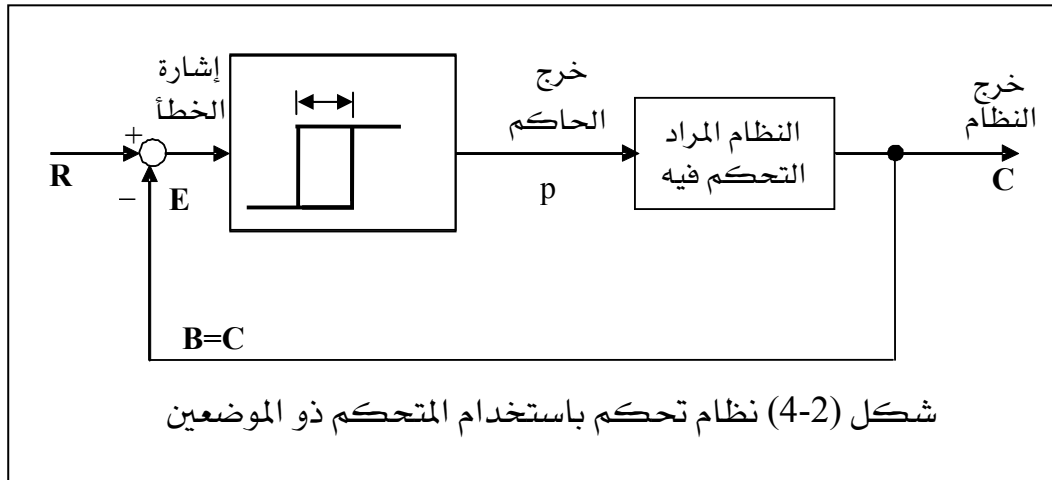 إشارة
الخطأ
خرج
الحاكم
خرج
النظام
النظام المراد
التحكم فيه
+
R
−
E
p
C
B=C
شكل (4-2) نظام تحكم باستخدام المتحكم ذو الموضعين